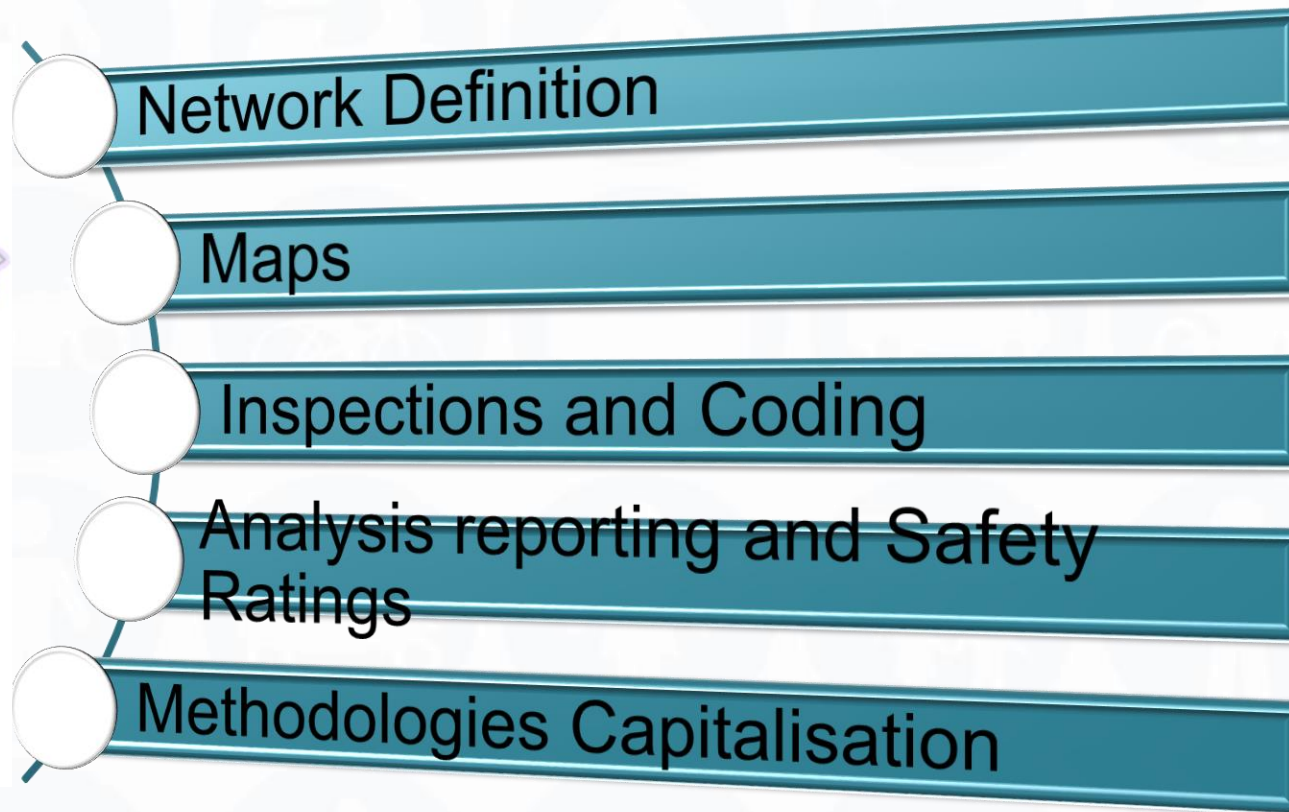 Network Definition
Maps
Inspections and Coding
Analysis reporting and Safety
Ratings
Methodologies Capitalisation